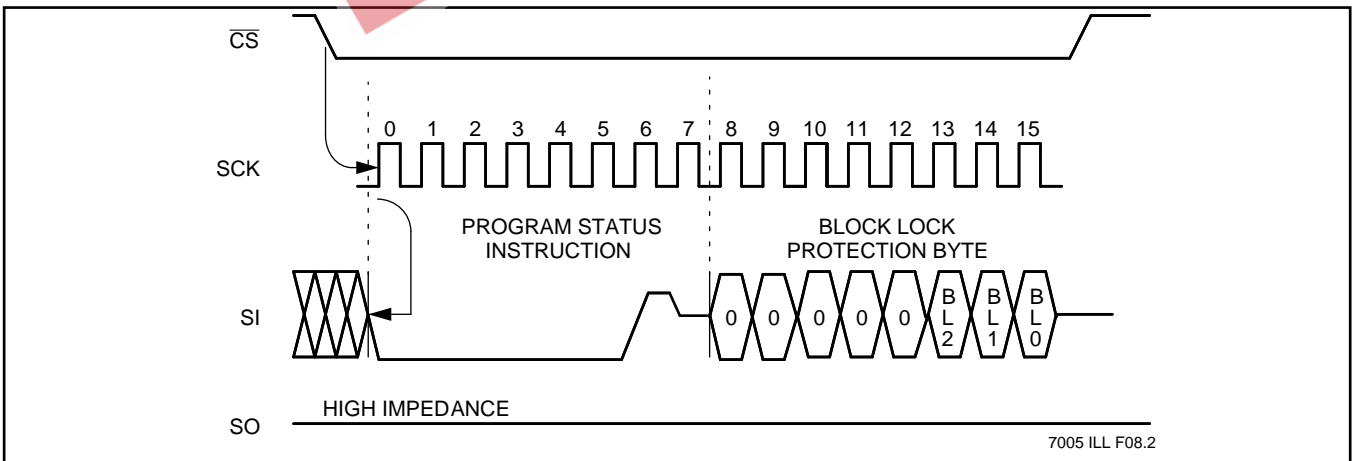 CS
0 1 2 3 4 5 6 7 8 9 10 11 12 13 14 15
SCK
PROGRAM STATUS
INSTRUCTION
BLOCK LOCK
PROTECTION BYTE
SI
0 0 0 0 0 BL2 BL1 BL0
HIGH IMPEDANCE
SO
7005 ILL F08.2